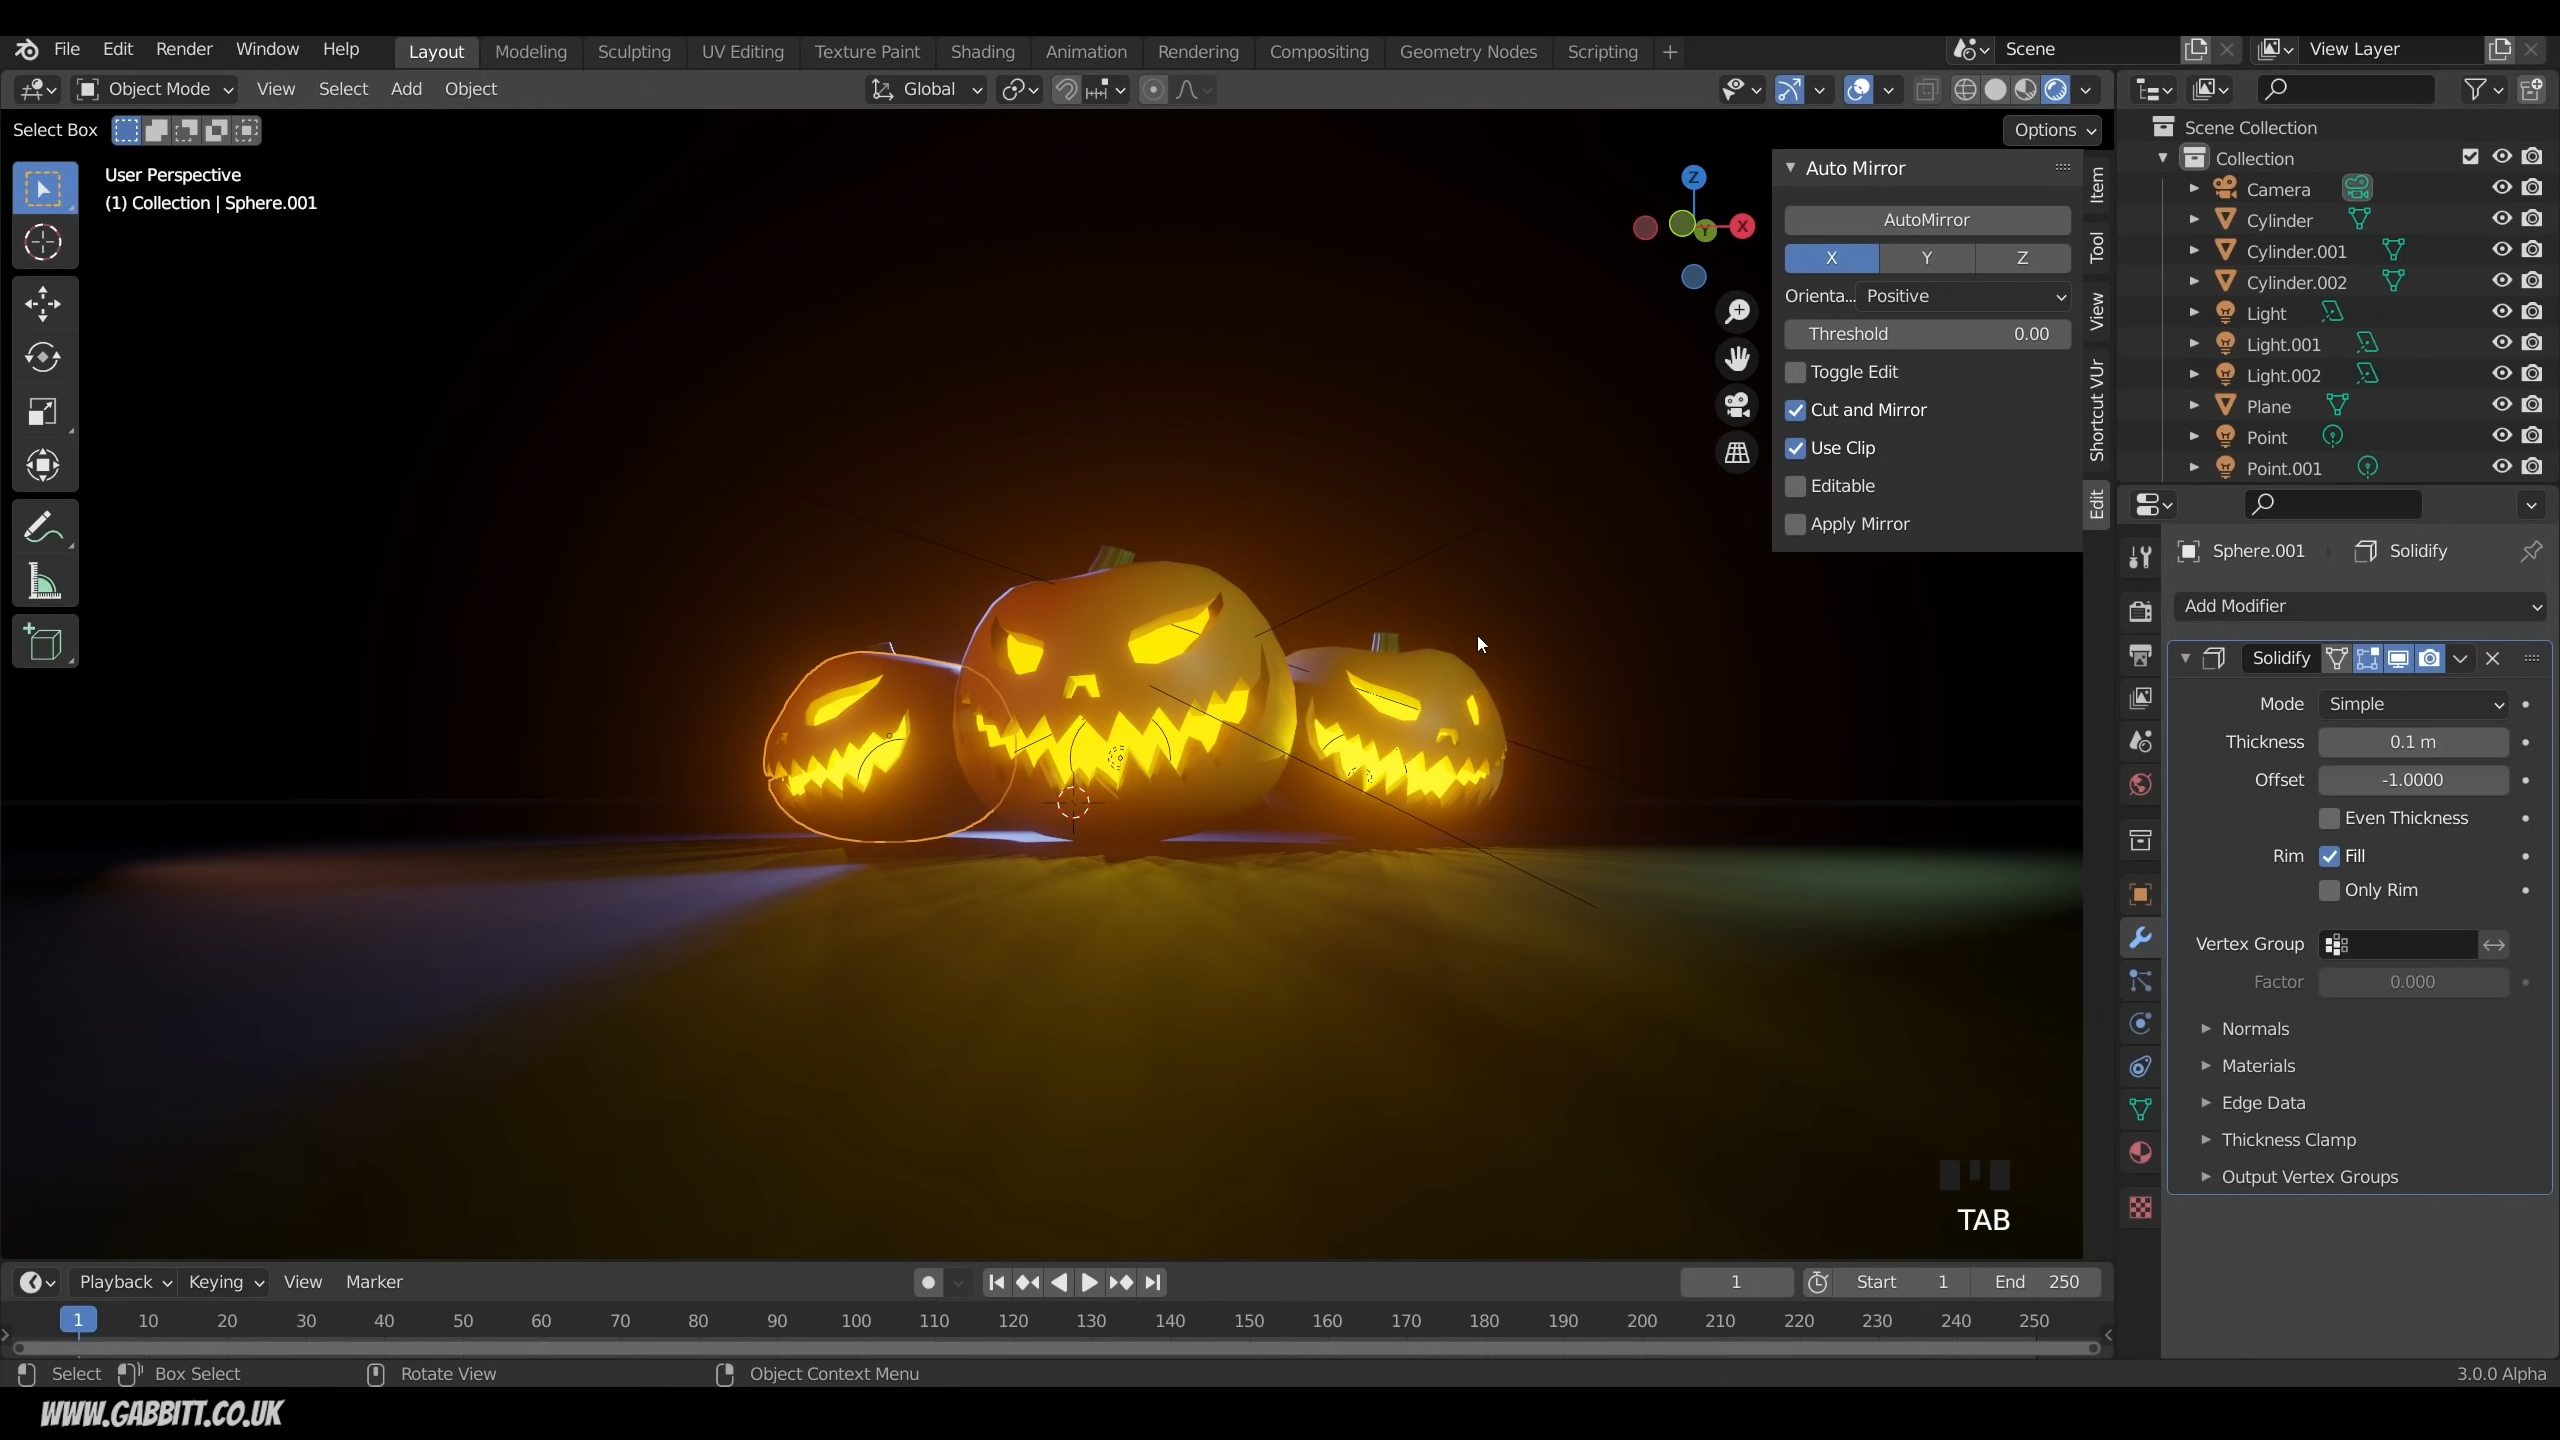 File Edit Render Window Help Layout Modeling Sculpting UV Editing Texture Paint Shading Animation Rendering Compositing Geometry Nodes Scripting + Scene View Layer
Object Mode View Select Add Object Global
Select Box Options
User Perspective
(1) Collection | Sphere.001
Z
Y
X
Auto Mirror
AutoMirror
X Y Z
Orienta... Positive
Threshold 0.00
Toggle Edit
Cut and Mirror
Use Clip
Editable
Apply Mirror
Item
Tool
View
Shortcut VUr
Edit
Scene Collection
Collection
Camera
Cylinder
Cylinder.001
Cylinder.002
Light
Light.001
Light.002
Plane
Point
Point.001
Sphere.001 Solidify
Add Modifier
Solidify
Mode Simple
Thickness 0.1 m
Offset -1.0000
Even Thickness
Rim Fill
Only Rim
Vertex Group
Factor 0.000
Normals
Materials
Edge Data
Thickness Clamp
Output Vertex Groups
TAB
Playback Keying View Marker 1 Start 1 End 250
1 10 20 30 40 50 60 70 80 90 100 110 120 130 140 150 160 170 180 190 200 210 220 230 240 250
Select Box Select Rotate View Object Context Menu 3.0.0 Alpha
WWW.GABBITT.CO.UK